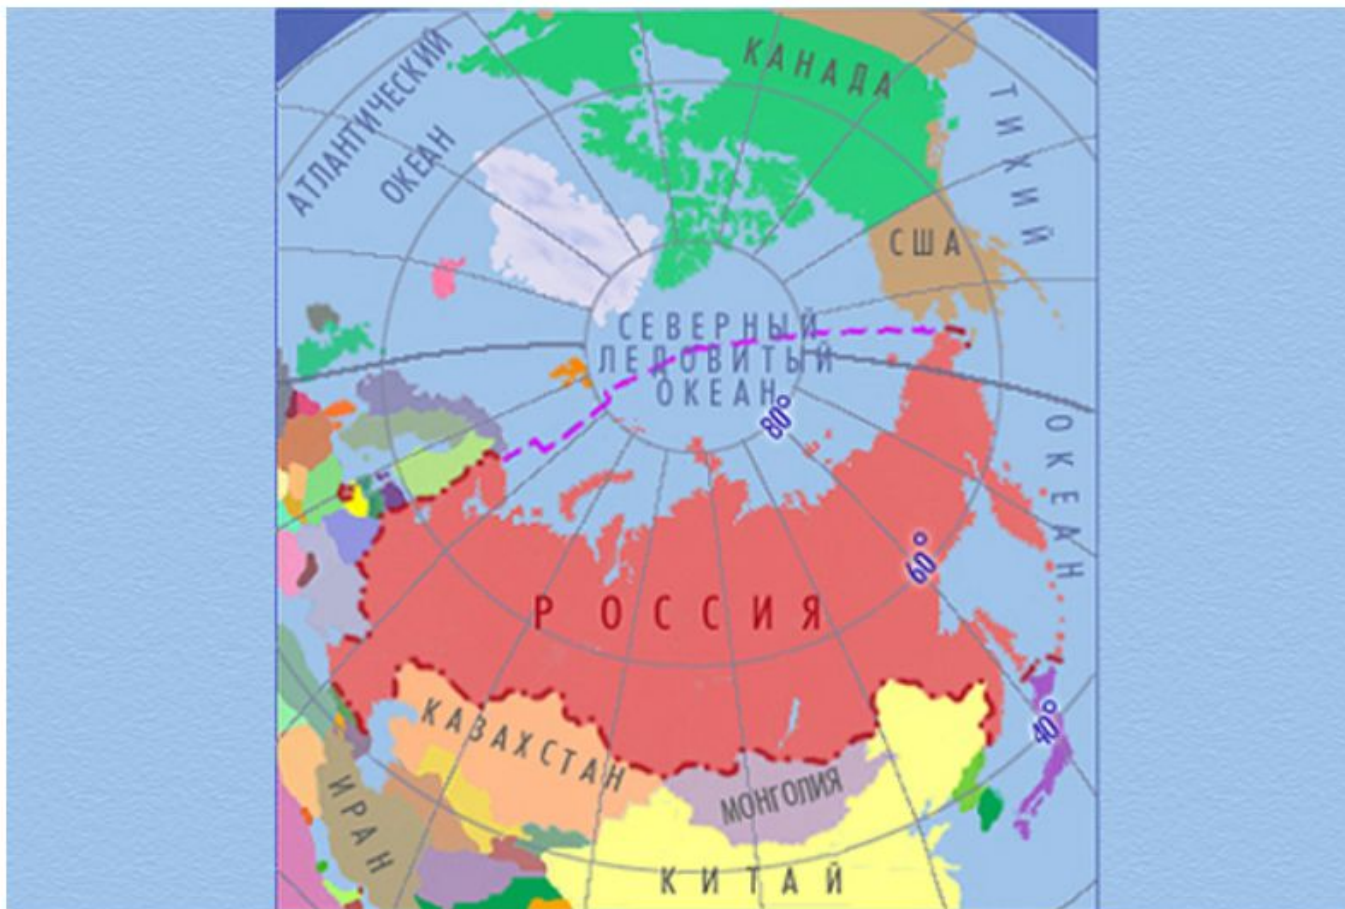 АТЛАНТИЧЕСКИЙ
ОКЕАН
КАНАДА
ТИХИЙ
ОКЕАН
США
СЕВЕРНЫЙ
ЛЕДОВИТЫЙ
ОКЕАН
80°
60°
40°
РОССИЯ
КАЗАХСТАН
МОНГОЛИЯ
ИРАН
КИТАЙ